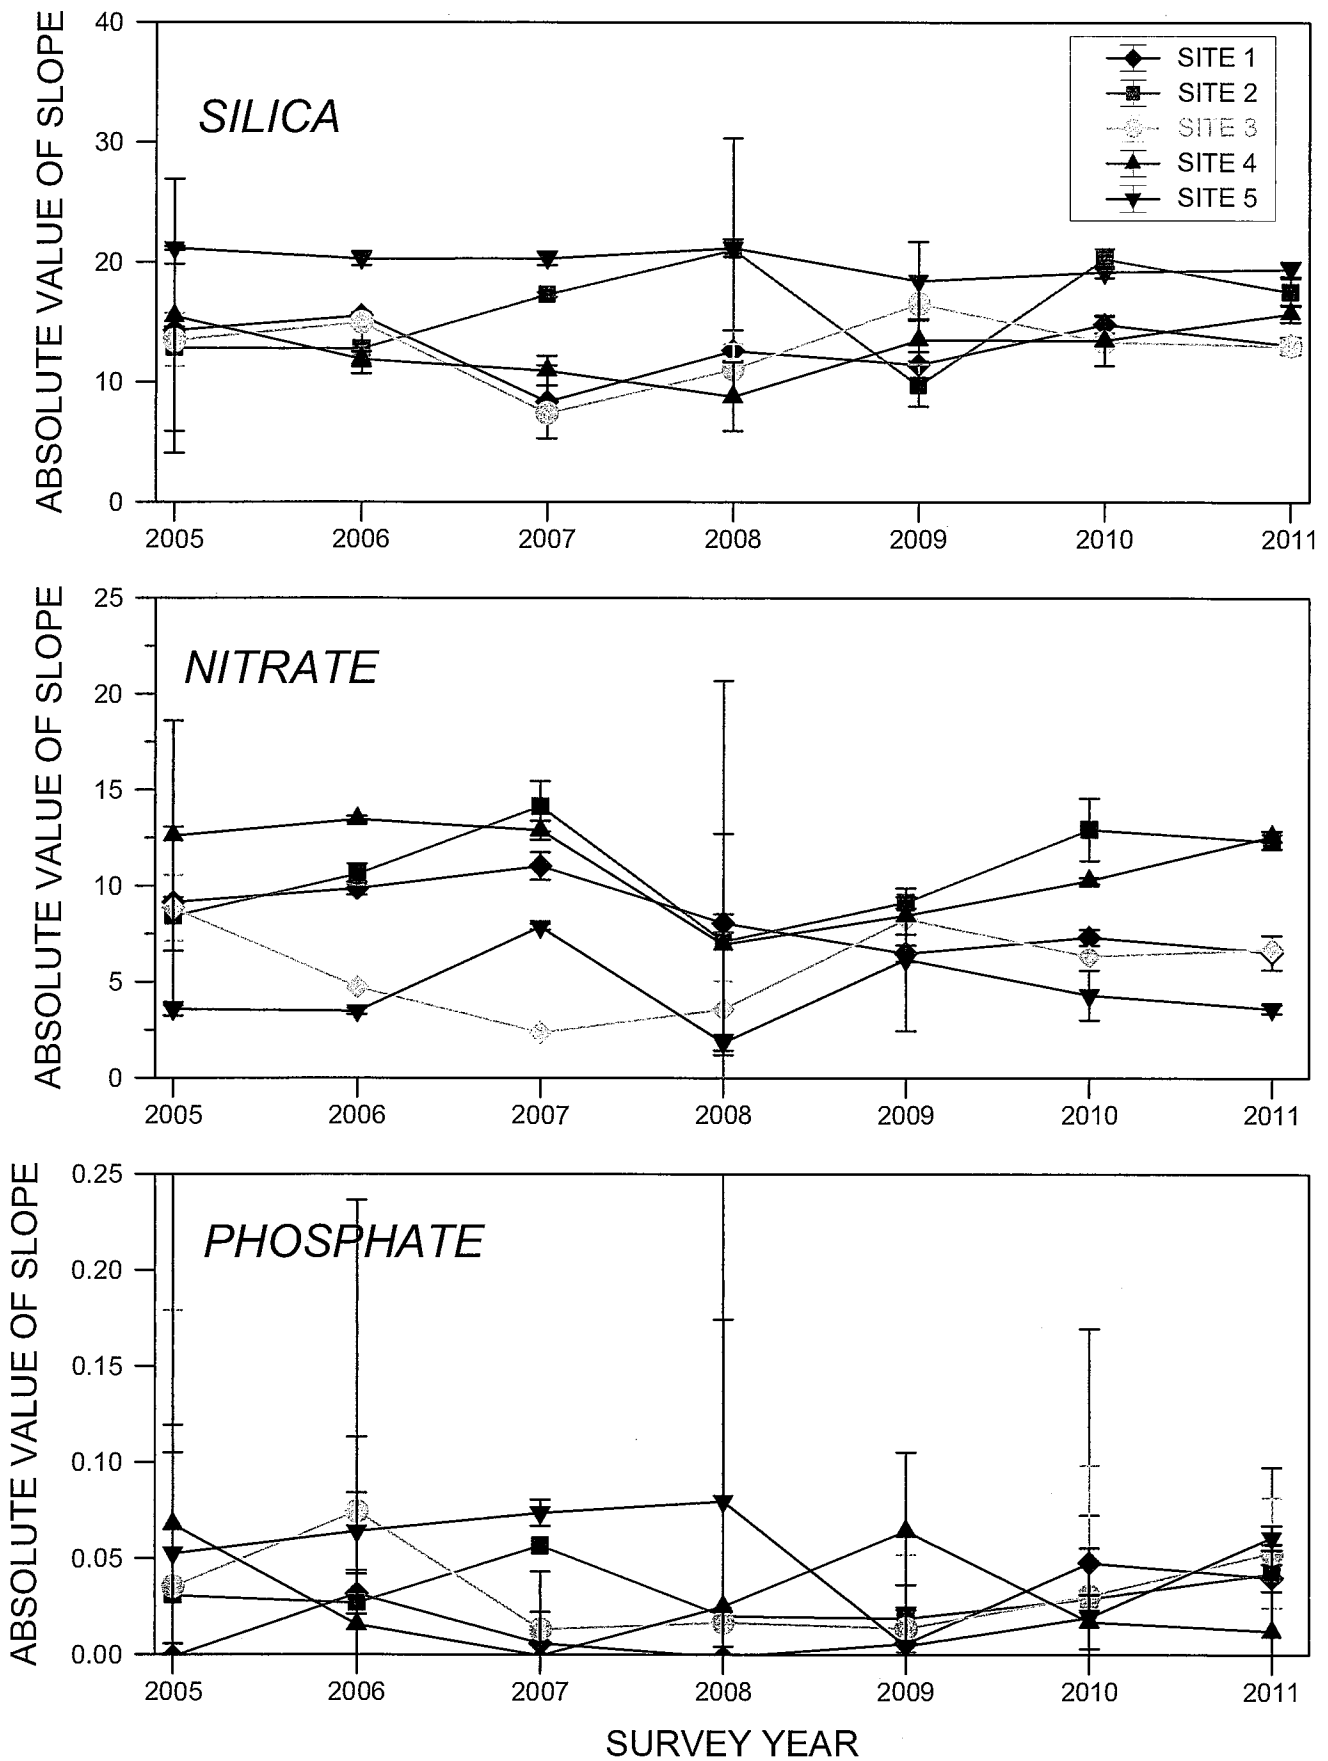 ABSOLUTE VALUE OF SLOPE
40
30
20
10
0
SILICA
SITE 1
SITE 2
SITE 3
SITE 4
SITE 5
2005 2006 2007 2008 2009 2010 2011
ABSOLUTE VALUE OF SLOPE
25
20
15
10
5
0
NITRATE
2005 2006 2007 2008 2009 2010 2011
ABSOLUTE VALUE OF SLOPE
0.25
0.20
0.15
0.10
0.05
0.00
PHOSPHATE
2005 2006 2007 2008 2009 2010 2011
SURVEY YEAR